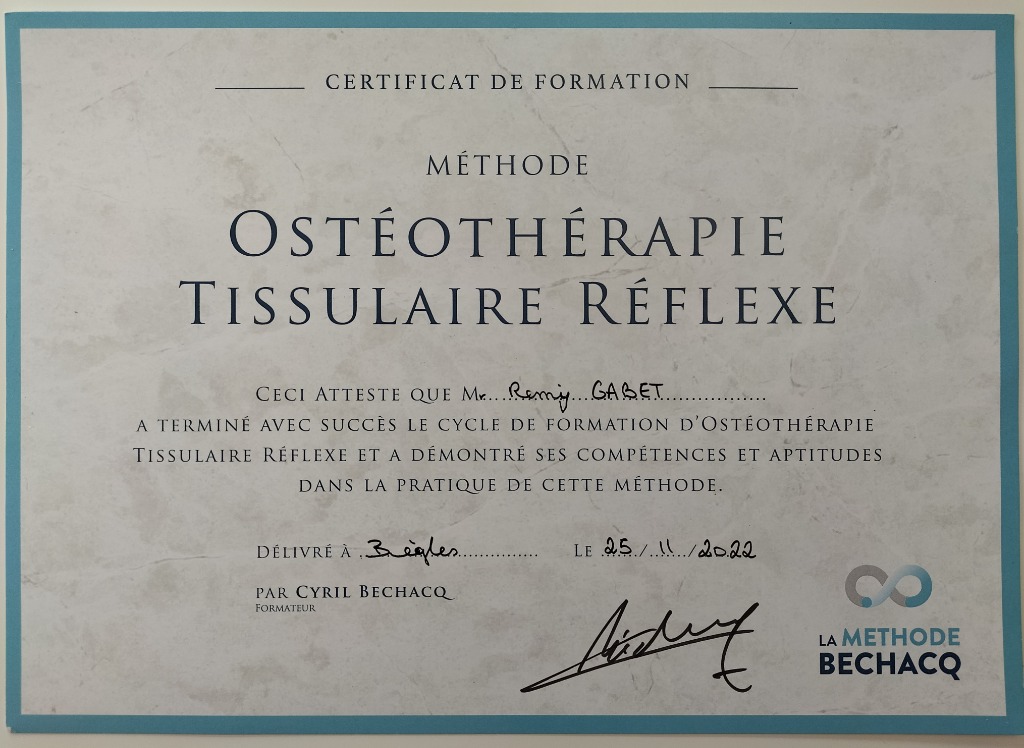 CERTIFICAT DE FORMATION
MÉTHODE
OSTÉOTHÉRAPIE
TISSULAIRE RÉFLEXE
CECI ATTESTE QUE Mr. Remy GABET
A TERMINÉ AVEC SUCCÈS LE CYCLE DE FORMATION D'OSTÉOTHÉRAPIE
TISSULAIRE RÉFLEXE ET A DÉMONTRÉ SES COMPÉTENCES ET APTITUDES
DANS LA PRATIQUE DE CETTE MÉTHODE.
DÉLIVRÉ À Bègles LE 25/11/2022
PAR CYRIL BECHACQ
FORMATEUR
LA METHODE
BECHACQ